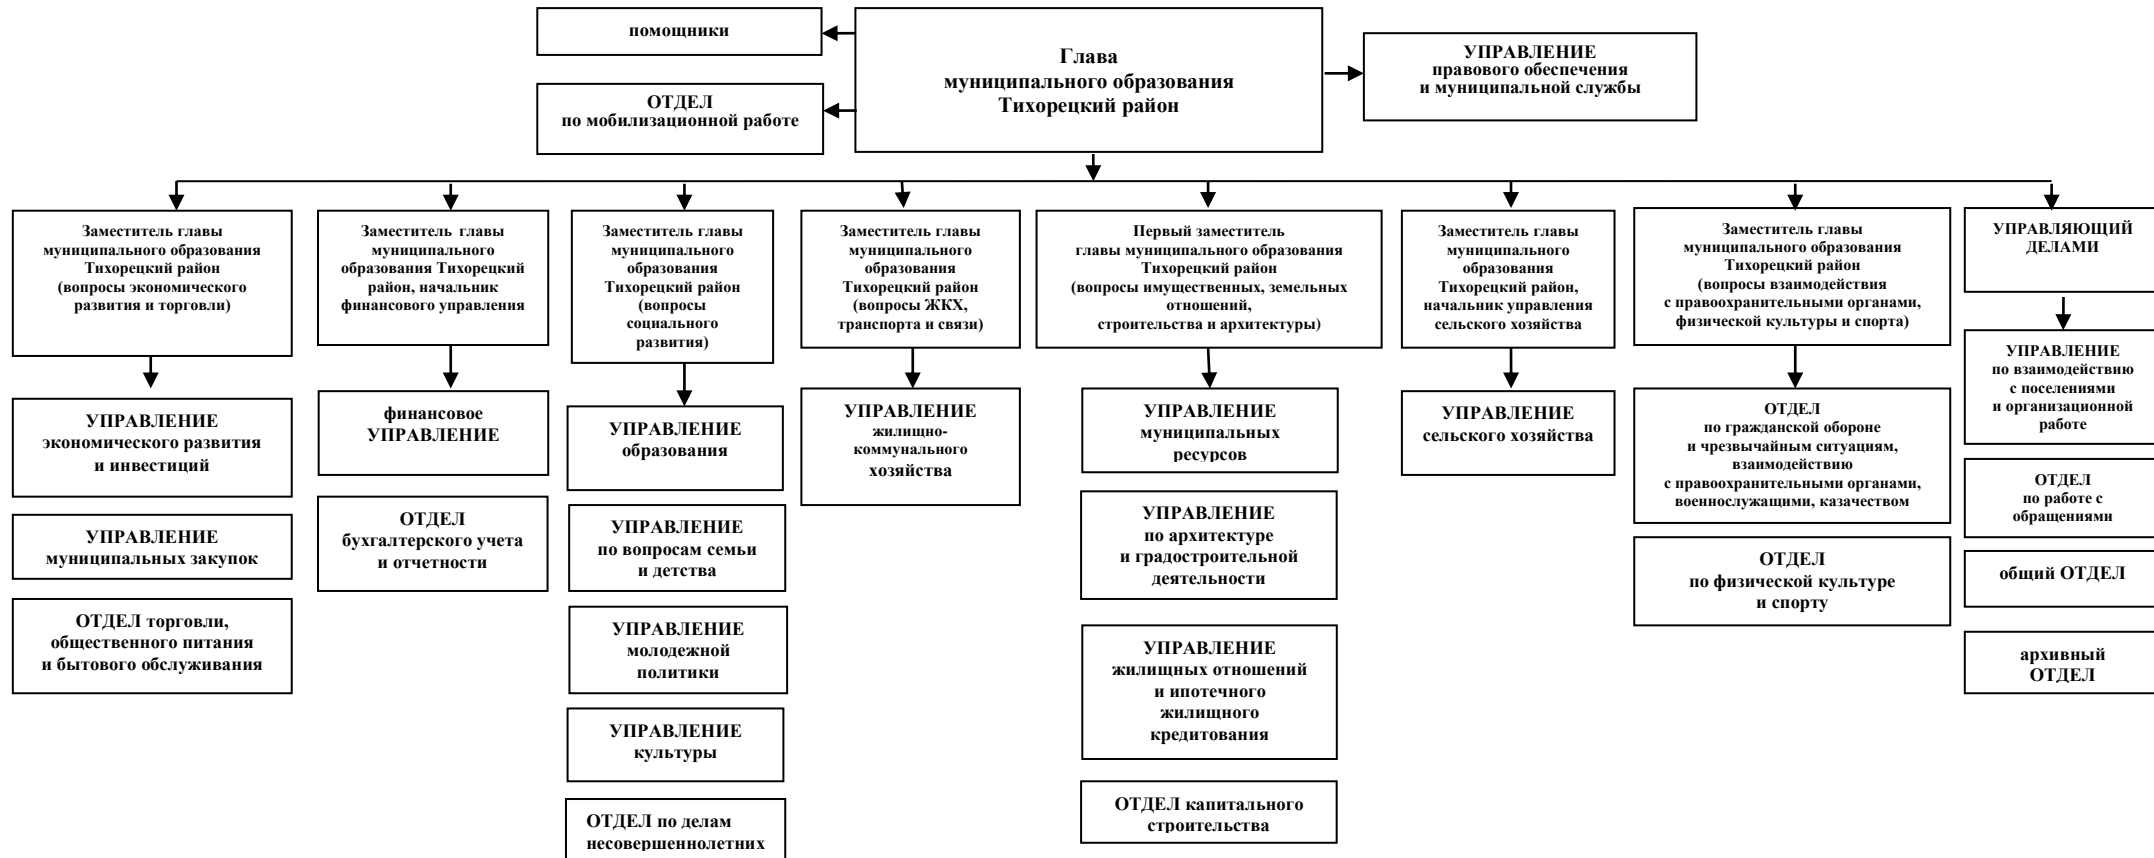 помощники
ОТДЕЛ
по мобилизационной работе
Глава
муниципального образования
Тихорецкий район
УПРАВЛЕНИЕ
правового обеспечения
и муниципальной службы
Заместитель главы
муниципального образования
Тихорецкий район
(вопросы экономического
развития и торговли)
УПРАВЛЕНИЕ
экономического развития
и инвестиций
УПРАВЛЕНИЕ
муниципальных закупок
ОТДЕЛ торговли,
общественного питания
и бытового обслуживания
Заместитель главы
муниципального
образования Тихорецкий
район, начальник
финансового управления
финансовое
УПРАВЛЕНИЕ
ОТДЕЛ
бухгалтерского учета
и отчетности
Заместитель главы
муниципального
образования
Тихорецкий район
(вопросы
социального
развития)
УПРАВЛЕНИЕ
образования
УПРАВЛЕНИЕ
по вопросам семьи
и детства
УПРАВЛЕНИЕ
молодежной
политики
УПРАВЛЕНИЕ
культуры
ОТДЕЛ по делам
несовершеннолетних
Заместитель главы
муниципального
образования
Тихорецкий район
(вопросы ЖКХ,
транспорта и связи)
УПРАВЛЕНИЕ
жилищно-
коммунального
хозяйства
Первый заместитель
главы муниципального образования
Тихорецкий район
(вопросы имущественных, земельных
отношений,
строительства и архитектуры)
УПРАВЛЕНИЕ
муниципальных
ресурсов
УПРАВЛЕНИЕ
по архитектуре
и градостроительной
деятельности
УПРАВЛЕНИЕ
жилищных отношений
и ипотечного
жилищного
кредитования
ОТДЕЛ капитального
строительства
Заместитель главы
муниципального
образования
Тихорецкий район,
начальник управления
сельского хозяйства
УПРАВЛЕНИЕ
сельского хозяйства
Заместитель главы
муниципального образования
Тихорецкий район
(вопросы взаимодействия
с правоохранительными органами,
физической культуры и спорта)
ОТДЕЛ
по гражданской обороне
и чрезвычайным ситуациям,
взаимодействию
с правоохранительными органами,
военнослужащими, казачеством
ОТДЕЛ
по физической культуре
и спорту
УПРАВЛЯЮЩИЙ
ДЕЛАМИ
УПРАВЛЕНИЕ
по взаимодействию
с поселениями
и организационной
работе
ОТДЕЛ
по работе с
обращениями
общий ОТДЕЛ
архивный
ОТДЕЛ